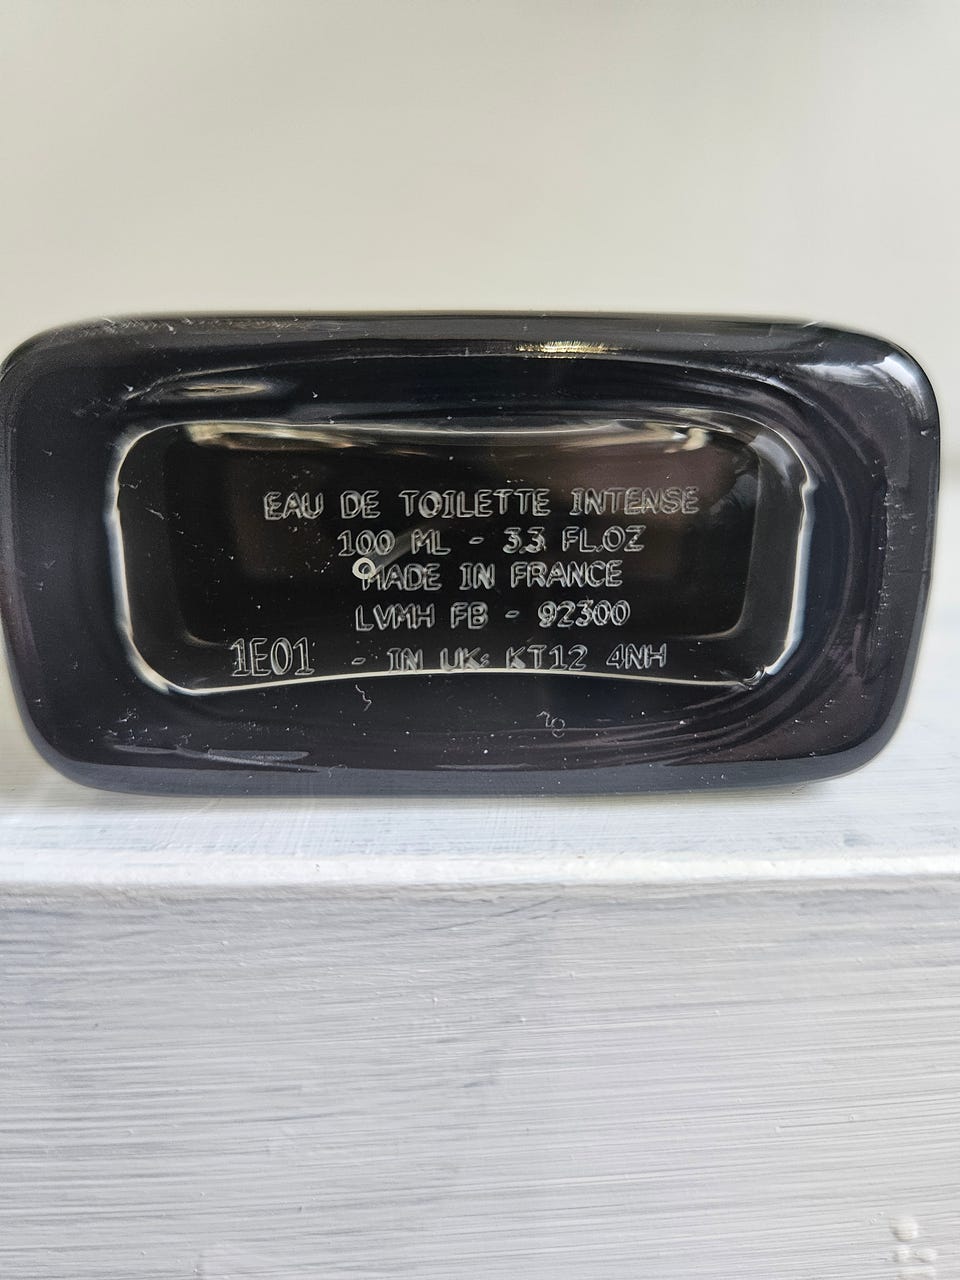 EAU DE TOILETTE INTENSE
100 ML - 3.3 FL.OZ
MADE IN FRANCE
LVMH FB - 92300
1E01 - IN UK: KT12 4NH